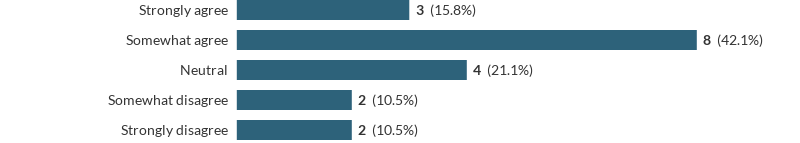 Strongly agree 3 (15.8%)
Somewhat agree 8 (42.1%)
Neutral 4 (21.1%)
Somewhat disagree 2 (10.5%)
Strongly disagree 2 (10.5%)